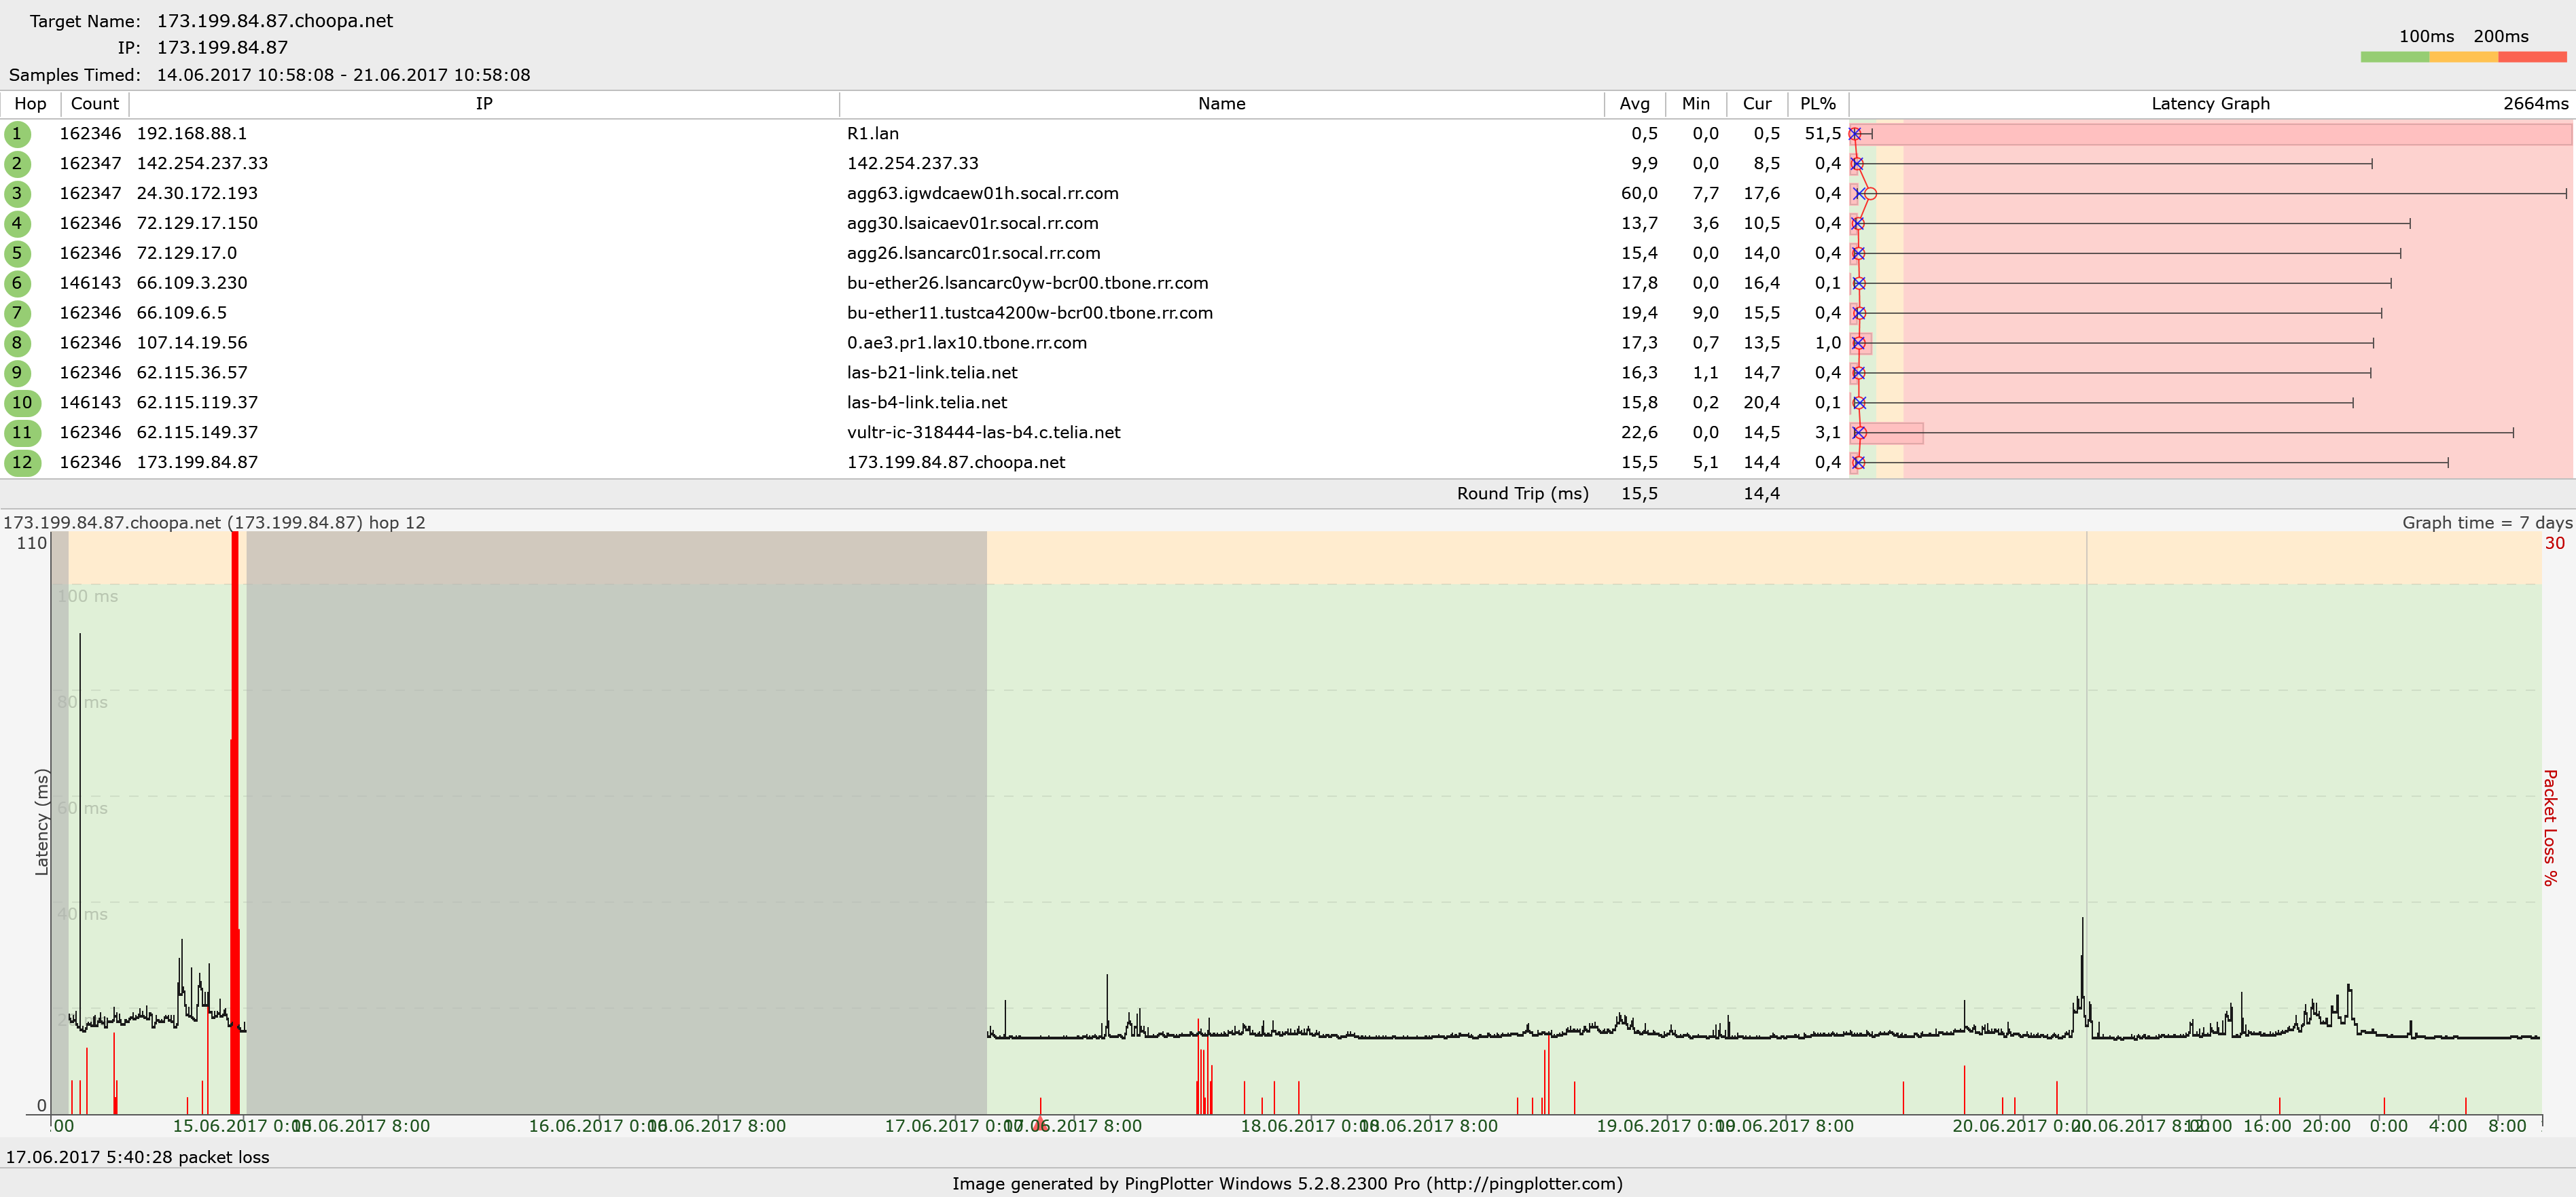 Target Name: 173.199.84.87.choopa.net
IP: 173.199.84.87
Samples Timed: 14.06.2017 10:58:08 - 21.06.2017 10:58:08
100ms 200ms
Hop Count IP Name Avg Min Cur PL% Latency Graph 2664ms
1 162346 192.168.88.1 R1.lan 0,5 0,0 0,5 51,5
2 162347 142.254.237.33 142.254.237.33 9,9 0,0 8,5 0,4
3 162347 24.30.172.193 agg63.igwdcaew01h.socal.rr.com 60,0 7,7 17,6 0,4
4 162346 72.129.17.150 agg30.lsaicaev01r.socal.rr.com 13,7 3,6 10,5 0,4
5 162346 72.129.17.0 agg26.lsancarc01r.socal.rr.com 15,4 0,0 14,0 0,4
6 146143 66.109.3.230 bu-ether26.lsancarc0yw-bcr00.tbone.rr.com 17,8 0,0 16,4 0,1
7 162346 66.109.6.5 bu-ether11.tustca4200w-bcr00.tbone.rr.com 19,4 9,0 15,5 0,4
8 162346 107.14.19.56 0.ae3.pr1.lax10.tbone.rr.com 17,3 0,7 13,5 1,0
9 162346 62.115.36.57 las-b21-link.telia.net 16,3 1,1 14,7 0,4
10 146143 62.115.119.37 las-b4-link.telia.net 15,8 0,2 20,4 0,1
11 162346 62.115.149.37 vultr-ic-318444-las-b4.c.telia.net 22,6 0,0 14,5 3,1
12 162346 173.199.84.87 173.199.84.87.choopa.net 15,5 5,1 14,4 0,4
Round Trip (ms) 15,5 14,4
173.199.84.87.choopa.net (173.199.84.87) hop 12 Graph time = 7 days
110 30
100 ms
80 ms
60 ms
40 ms
Latency (ms)
Packet Loss %
0
:00 15.06.2017 0:00 15.06.2017 8:00 16.06.2017 0:00 16.06.2017 8:00 17.06.2017 0:00 17.06.2017 8:00 18.06.2017 0:00 18.06.2017 8:00 19.06.2017 0:00 19.06.2017 8:00 20.06.2017 0:00 20.06.2017 8:00 12:00 16:00 20:00 0:00 4:00 8:00
17.06.2017 5:40:28 packet loss
Image generated by PingPlotter Windows 5.2.8.2300 Pro (http://pingplotter.com)